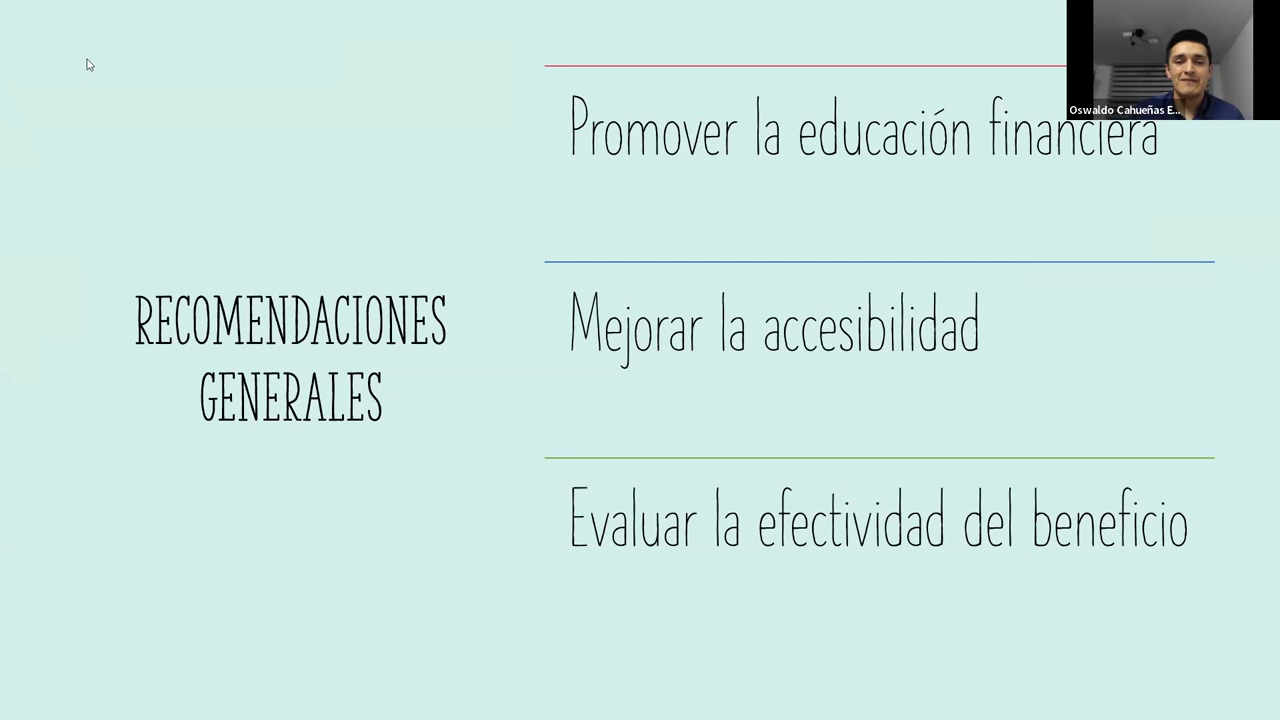 Oswaldo Cahueñas E...
RECOMENDACIONES
GENERALES
Promover la educación financiera
Mejorar la accesibilidad
Evaluar la efectividad del beneficio